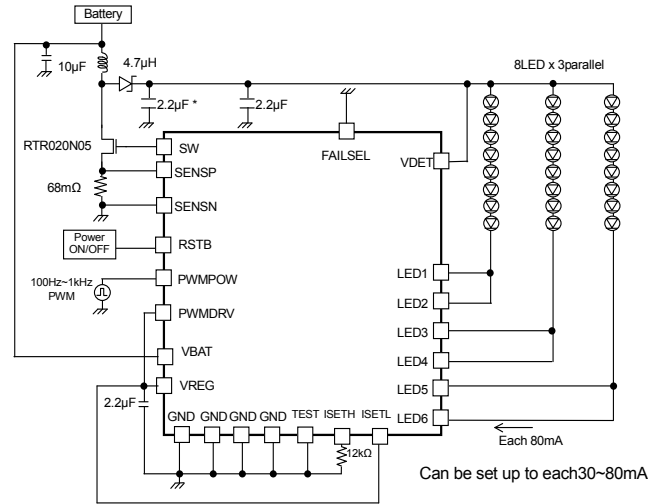 Battery
10µF
4.7µH
2.2µF *
2.2µF
8LED x 3parallel
RTR020N05
68mΩ
Power
ON/OFF
100Hz~1kHz
PWM
2.2µF
SW
SENSP
SENSN
RSTB
PWMPOW
PWMDRV
VBAT
VREG
FAILSEL
VDET
LED1
LED2
LED3
LED4
LED5
LED6
GND GND GND GND TEST ISETH ISETL
12kΩ
Each 80mA
Can be set up to each30~80mA